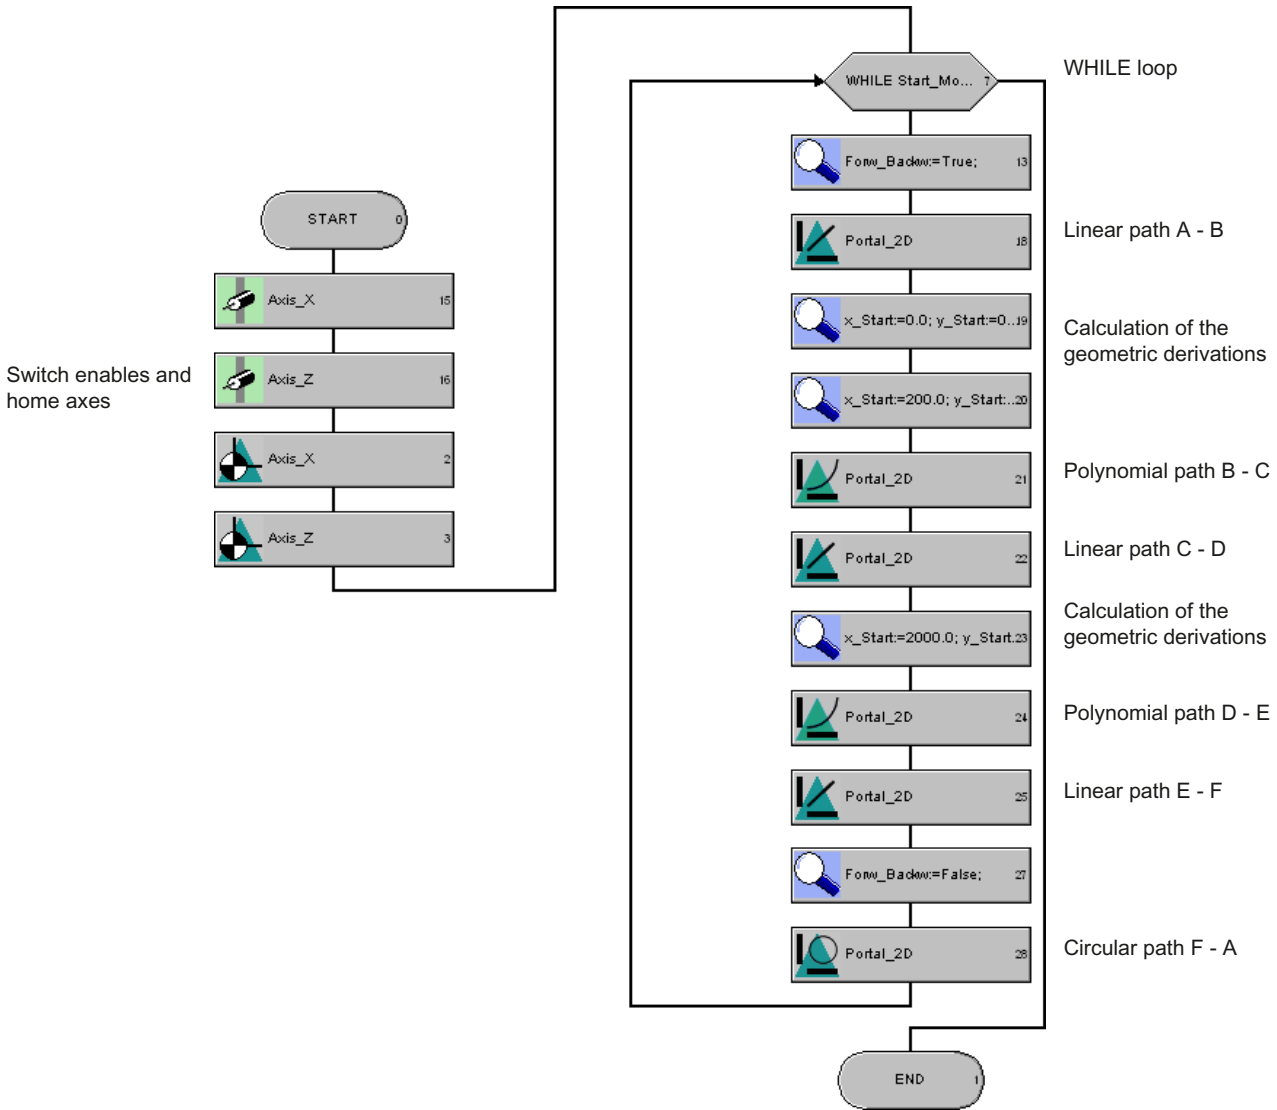 START 0
Axis_X 15
Axis_Z 16
Axis_X 2
Axis_Z 3
Switch enables and
home axes
WHILE Start_Mo... 7
WHILE loop
Forw_Backw:=True; 13
Portal_2D 18
Linear path A - B
x_Start:=0.0; y_Start:=0...19
Calculation of the
geometric derivations
x_Start:=200.0; y_Start:...20
Portal_2D 21
Polynomial path B - C
Portal_2D 22
Linear path C - D
x_Start:=2000.0; y_Start...23
Calculation of the
geometric derivations
Portal_2D 24
Polynomial path D - E
Portal_2D 25
Linear path E - F
Forw_Backw:=False; 27
Portal_2D 28
Circular path F - A
END 1